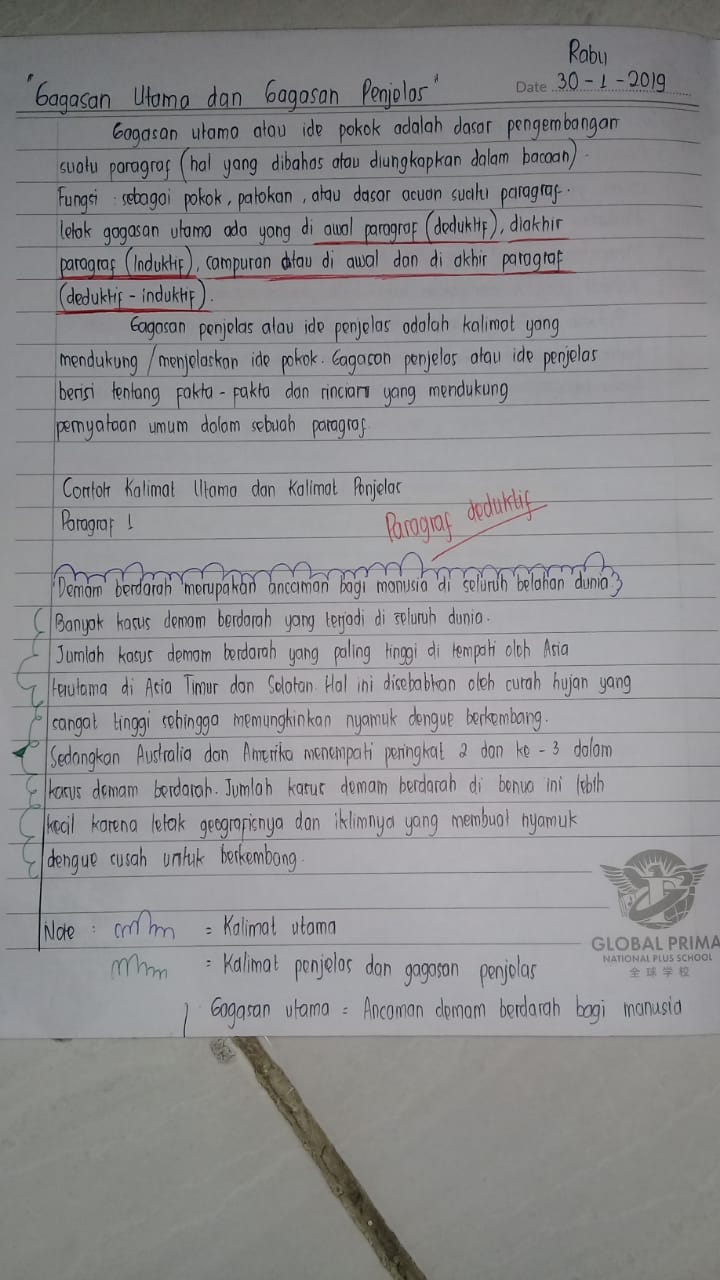 Rabu
"Gagasan Utama dan Gagasan Penjelas"
Date 30-1-2019
Gagasan utama atau ide pokok adalah dasar pengembangan
suatu paragraf (hal yang dibahas atau diungkapkan dalam bacaan).
Fungsi : sebagai pokok, patokan, atau dasar acuan suatu paragraf.
letak gagasan utama ada yang di awal paragraf (deduktif), diakhir
paragraf (Induktif), campuran atau di awal dan di akhir paragraf
(deduktif - induktif).
Gagasan penjelas atau ide penjelas adalah kalimat yang
mendukung /menjelaskan ide pokok. Gagasan penjelas atau ide penjelas
berisi tentang fakta - fakta dan rincian yang mendukung
pernyataan umum dalam sebuah paragraf.
Contoh Kalimat Utama dan Kalimat Penjelas
Paragraf 1
Paragraf deduktif
Demam berdarah merupakan ancaman bagi manusia di seluruh belahan dunia.
Banyak kasus demam berdarah yang terjadi di seluruh dunia.
Jumlah kasus demam berdarah yang paling tinggi di tempati oleh Asia
terutama di Asia Timur dan Selatan. Hal ini disebabkan oleh curah hujan yang
sangat tinggi sehingga memungkinkan nyamuk dengue berkembang.
Sedangkan Australia dan Amerika menempati peringkat 2 dan ke - 3 dalam
kasus demam berdarah. Jumlah kasus demam berdarah di benua ini lebih
kecil karena letak geografisnya dan iklimnya yang membuat nyamuk
dengue susah untuk berkembang.
Note : = Kalimat utama
= Kalimat penjelas dan gagasan penjelas
Gagasan utama = Ancaman demam berdarah bagi manusia
GLOBAL PRIMA
NATIONAL PLUS SCHOOL
全球学校